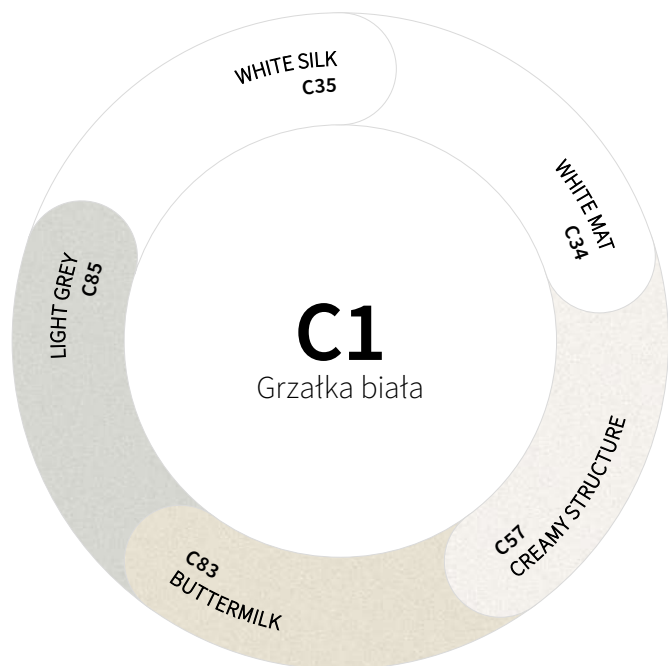 WHITE SILK
C35
WHITE MAT
C34
C57
CREAMY STRUCTURE
C83
BUTTERMILK
LIGHT GREY
C85
C1
Grzałka biała